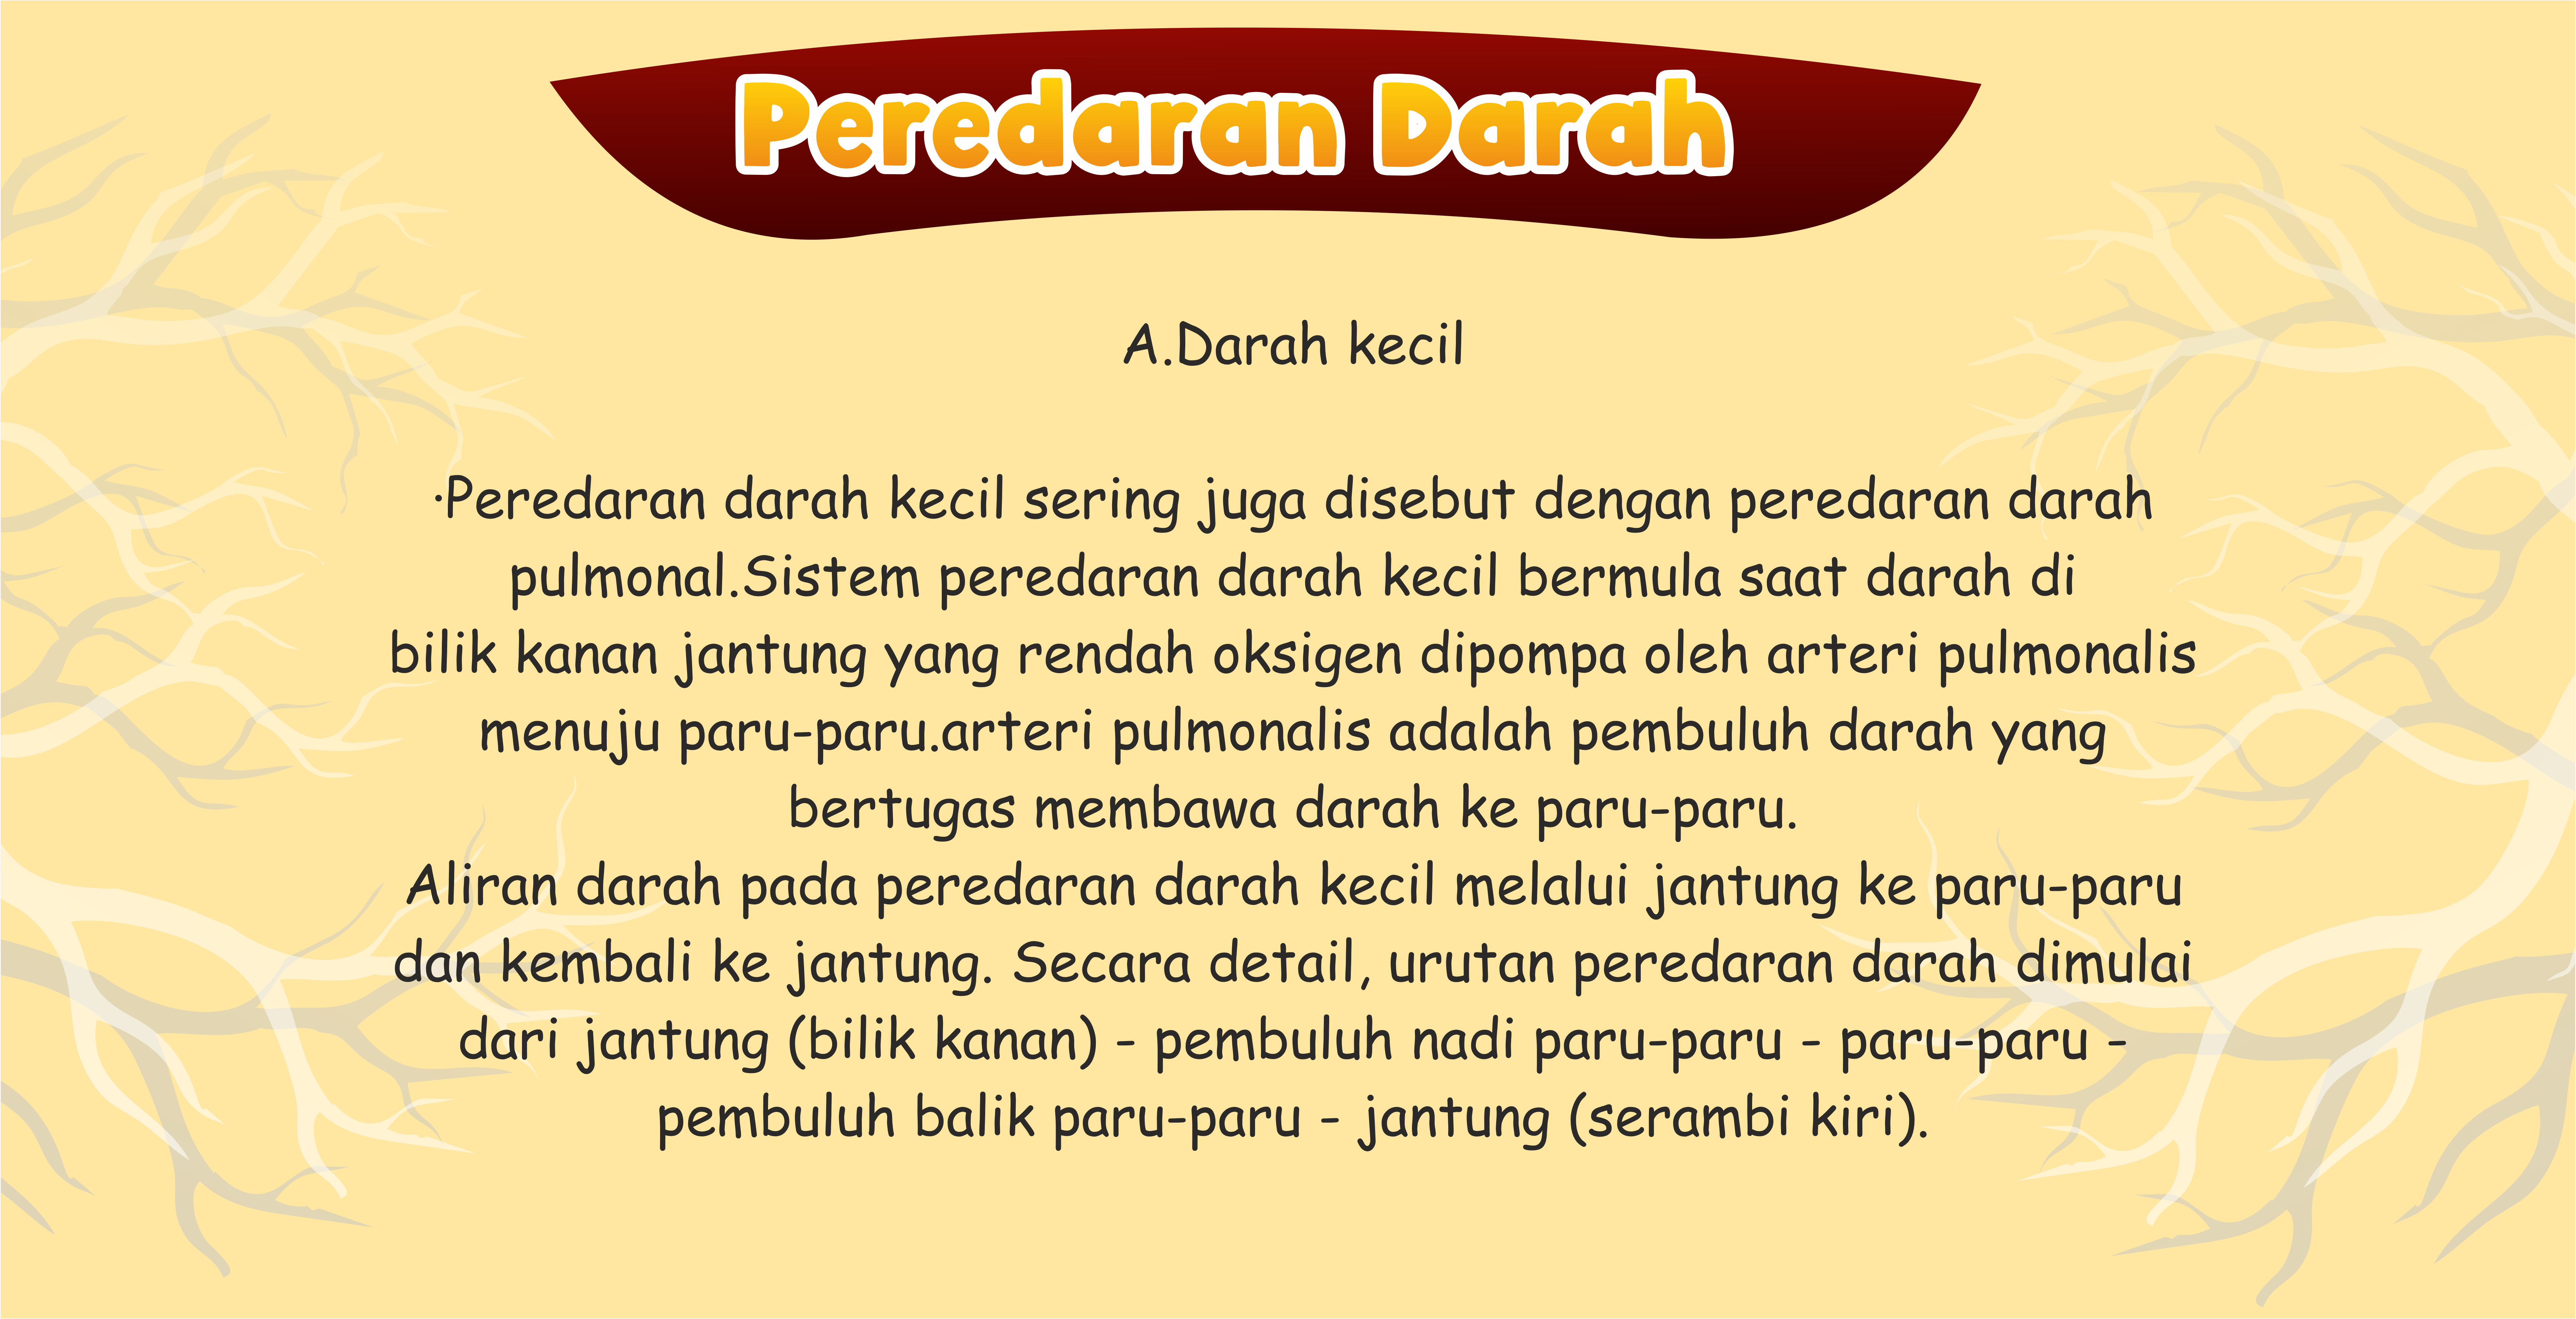 Peredaran Darah
A.Darah kecil
·Peredaran darah kecil sering juga disebut dengan peredaran darah
pulmonal.Sistem peredaran darah kecil bermula saat darah di
bilik kanan jantung yang rendah oksigen dipompa oleh arteri pulmonalis
menuju paru-paru.arteri pulmonalis adalah pembuluh darah yang
bertugas membawa darah ke paru-paru.
Aliran darah pada peredaran darah kecil melalui jantung ke paru-paru
dan kembali ke jantung. Secara detail, urutan peredaran darah dimulai
dari jantung (bilik kanan) - pembuluh nadi paru-paru - paru-paru -
pembuluh balik paru-paru - jantung (serambi kiri).